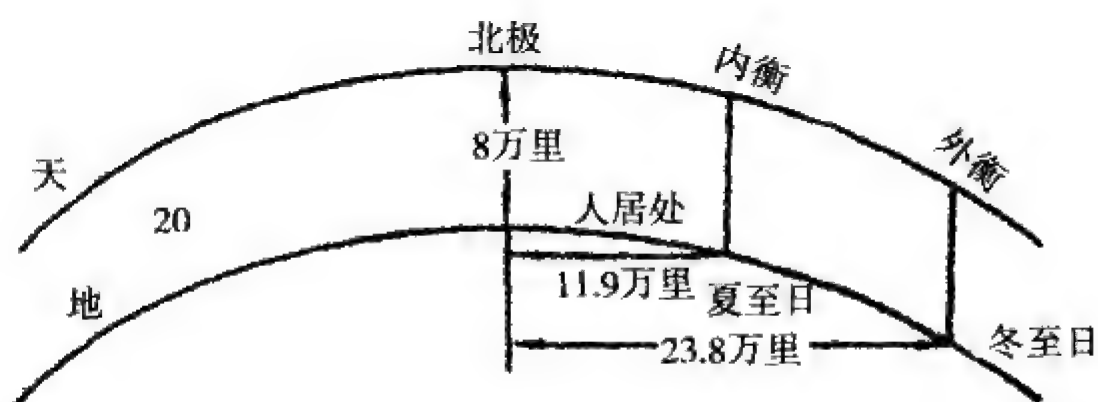 北极
内衡
8万里
外衡
天
20
人居处
地
11.9万里
夏至日
23.8万里
冬至日